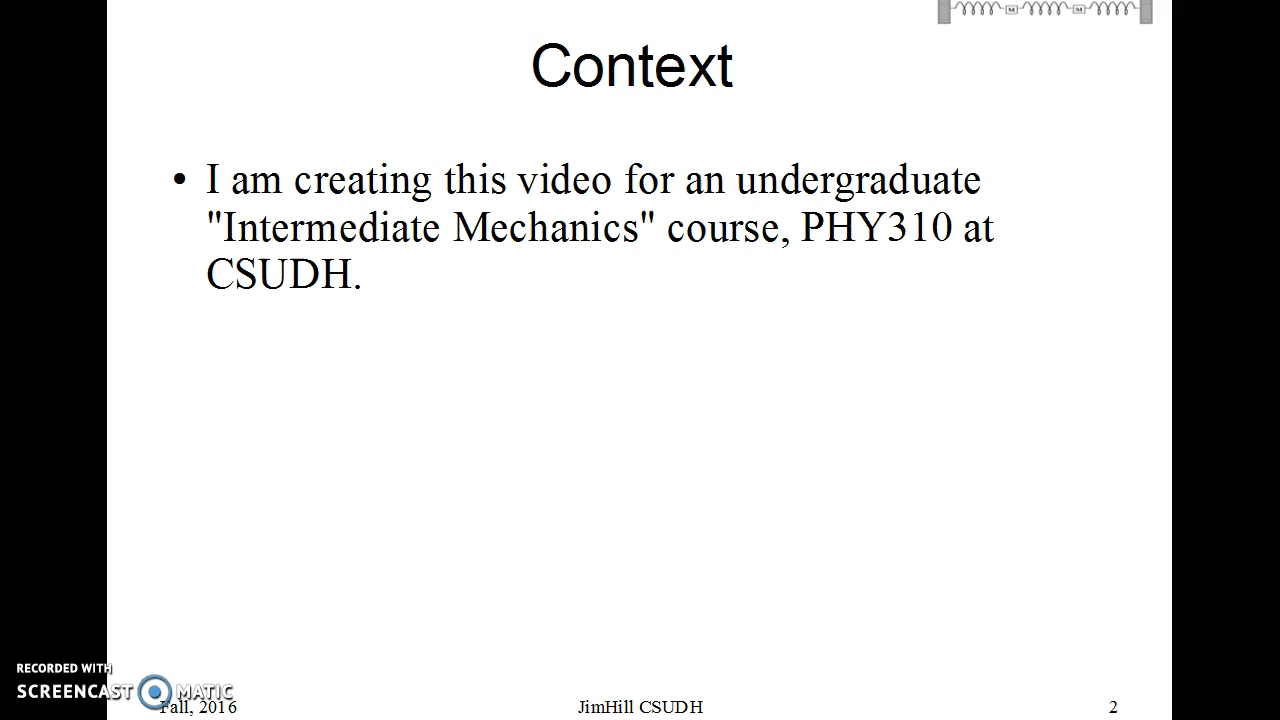 M M
Context
• I am creating this video for an undergraduate
"Intermediate Mechanics" course, PHY310 at
CSUDH.
RECORDED WITH
SCREENCAST MATIC
Fall, 2016 JimHill CSUDH 2